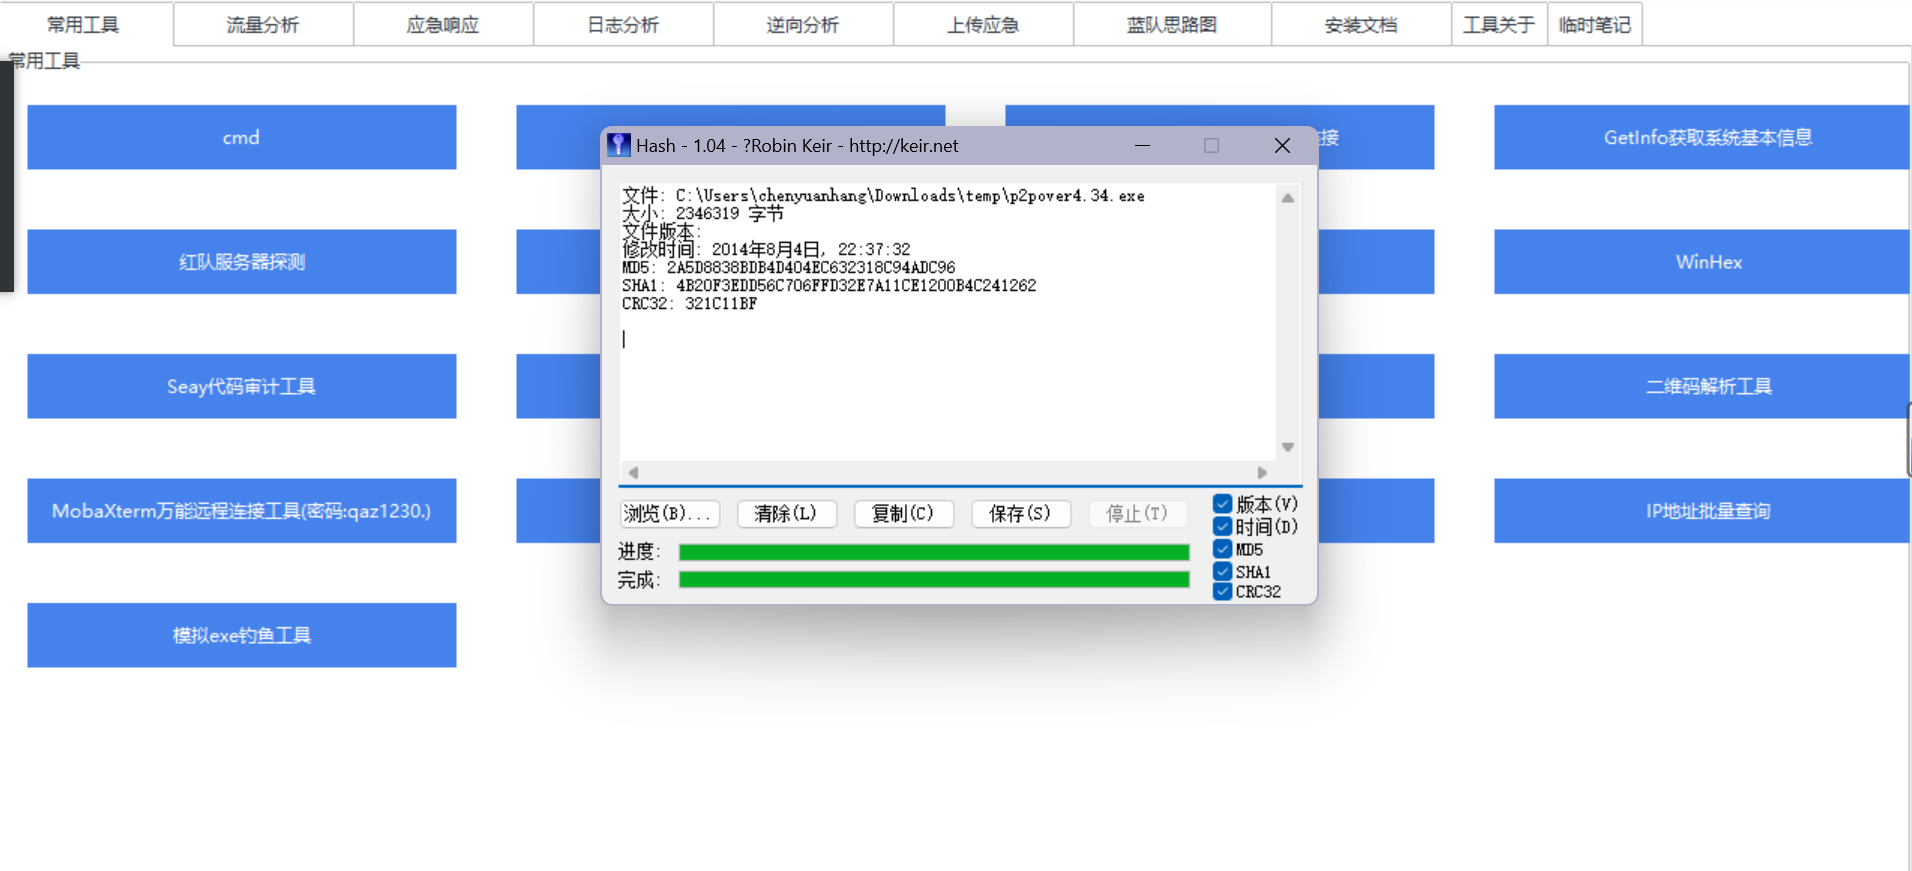 常用工具 流量分析 应急响应 日志分析 逆向分析 上传应急 蓝队思路图 安装文档 工具关于 临时笔记
常用工具
cmd
接
GetInfo获取系统基本信息
Hash - 1.04 - ?Robin Keir - http://keir.net
文件: C:\Users\chenyuanhang\Downloads\temp\p2pover4.34.exe
大小: 2346319 字节
文件版本:
修改时间: 2014年8月4日, 22:37:32
MD5: 2A5D8838BDB4D404EC632318C94ADC96
SHA1: 4B20F3EDD56C706FFD32E7A11CE1200B4C241262
CRC32: 321C11BF
红队服务器探测
WinHex
Seay代码审计工具
二维码解析工具
MobaXterm万能远程连接工具(密码:qaz1230.)
IP地址批量查询
浏览(B)... 清除(L) 复制(C) 保存(S) 停止(T)
版本(V)
时间(D)
MD5
SHA1
CRC32
进度:
完成:
模拟exe钓鱼工具